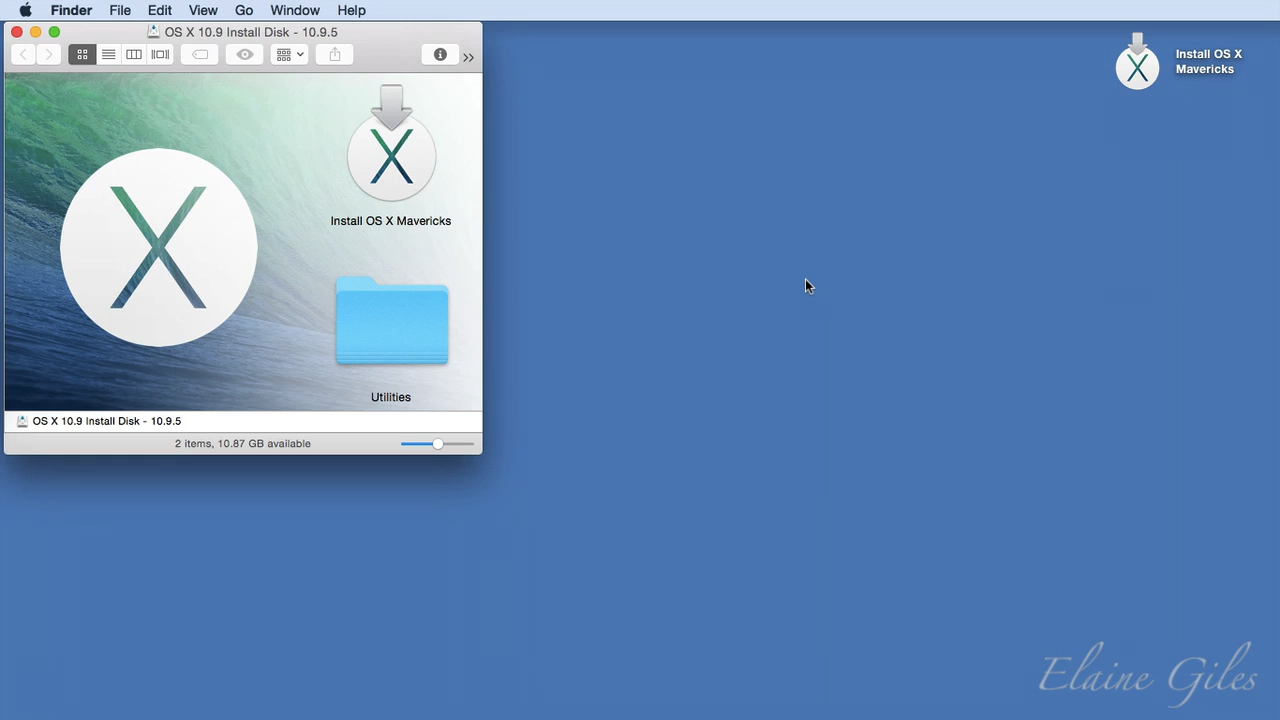 Finder File Edit View Go Window Help
OS X 10.9 Install Disk - 10.9.5
Install OS X
Mavericks
X
X
X
Install OS X Mavericks
Utilities
OS X 10.9 Install Disk - 10.9.5
2 items, 10.87 GB available
Elaine Giles